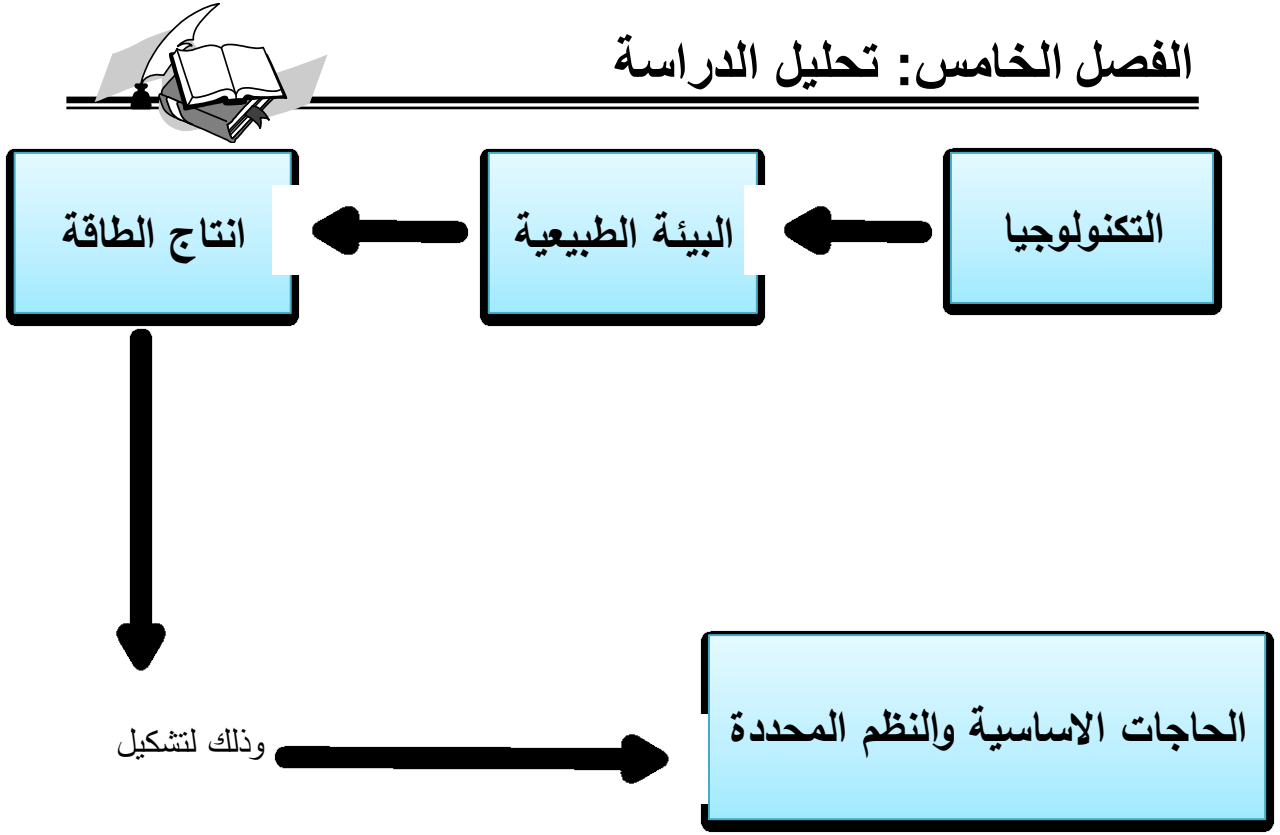 الفصل الخامس: تحليل الدراسة
التكنولوجيا
البيئة الطبيعية
انتاج الطاقة
وذلك لتشكيل
الحاجات الاساسية والنظم المحددة